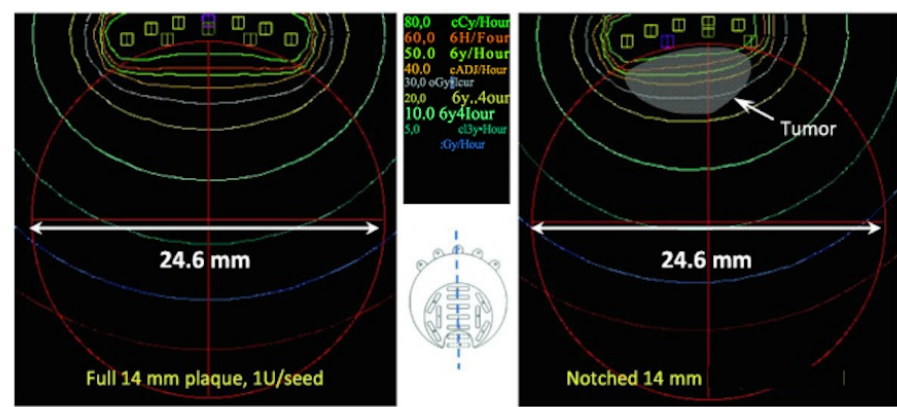 80,0 cCy/Hour
60,0 6H/Four
50.0 6y/Hour
40.0 cADJ/Hour
30,0 oGy|lcur
20,0 6y..4our
10.0 6y4Iour
5,0 cl3y•Hour
:Gy/Hour
Tumor
24.6 mm
24.6 mm
Full 14 mm plaque, 1U/seed
Notched 14 mm